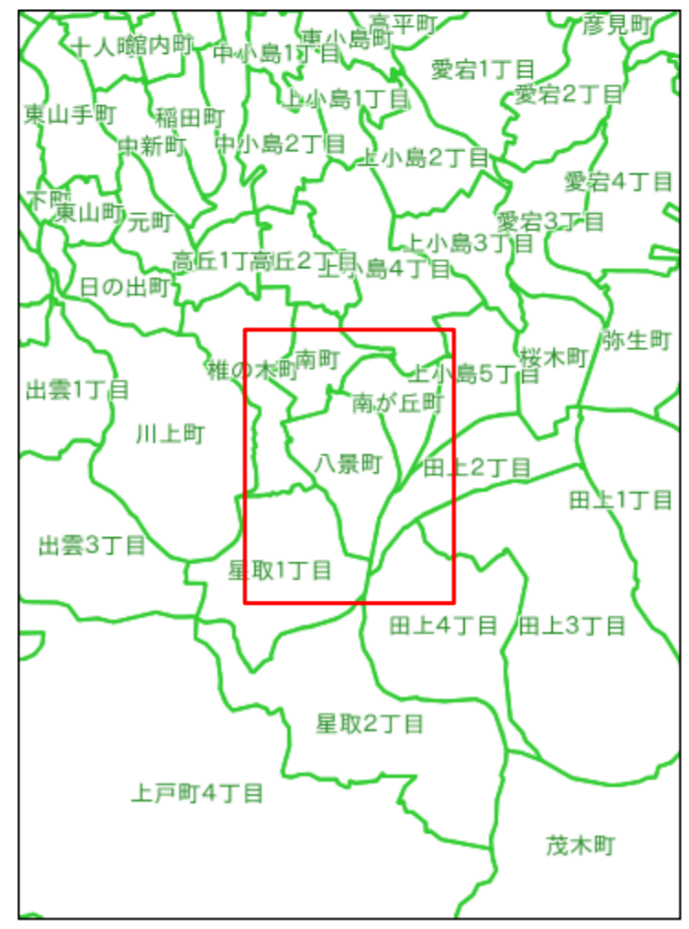 高平町
彦見町
十人町
館内町
中小島1丁目
東小島町
愛宕1丁目
愛宕2丁目
上小島1丁目
東山手町
稲田町
中新町
中小島2丁目
上小島2丁目
愛宕4丁目
下町
東山町
元町
愛宕3丁目
上小島3丁目
高丘1丁目
高丘2丁目
上小島4丁目
日の出町
弥生町
椎の木町
南町
上小島5丁目
桜木町
出雲1丁目
南が丘町
川上町
八景町
田上2丁目
田上1丁目
出雲3丁目
星取1丁目
田上4丁目
田上3丁目
星取2丁目
上戸町4丁目
茂木町